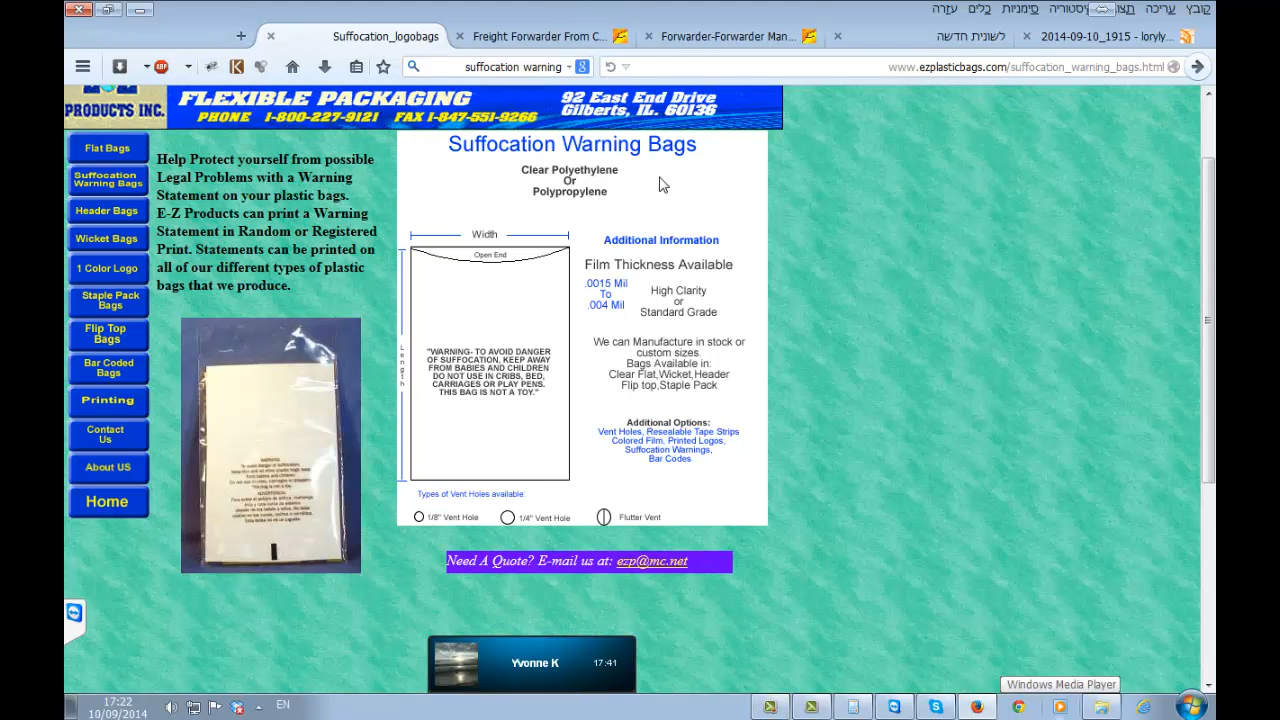 קובץ עריכה תצו יסטוריה סימניות כלים עזרה
Suffocation_logobags
Freight Forwarder From C...
Forwarder-Forwarder Man...
לשונית חדשה
2014-09-10_1915 - loryly...
ABP
K
suffocation warning
g
www.ezplasticbags.com/suffocation_warning_bags.html
PRODUCTS INC.
FLEXIBLE PACKAGING
PHONE 1-800-227-9121 FAX 1-847-551-9266
92 East End Drive
Gilberts, IL. 60136
Flat Bags
Suffocation
Warning Bags
Header Bags
Wicket Bags
1 Color Logo
Staple Pack
Bags
Flip Top
Bags
Bar Coded
Bags
Printing
Contact
Us
About US
Home
Help Protect yourself from possible
Legal Problems with a Warning
Statement on your plastic bags.
E-Z Products can print a Warning
Statement in Random or Registered
Print. Statements can be printed on
all of our different types of plastic
bags that we produce.
Suffocation Warning Bags
Clear Polyethylene
Or
Polypropylene
Width
Open End
Length
"WARNING- TO AVOID DANGER
OF SUFFOCATION, KEEP AWAY
FROM BABIES AND CHILDREN
DO NOT USE IN CRIBS, BED,
CARRIAGES OR PLAY PENS.
THIS BAG IS NOT A TOY."
Additional Information
Film Thickness Available
.0015 Mil
To
.004 Mil
High Clarity
or
Standard Grade
We can Manufacture in stock or
custom sizes.
Bags Available in:
Clear Flat,Wicket,Header
Flip top,Staple Pack
Additional Options:
Vent Holes, Resealable Tape Strips
Colored Film, Printed Logos,
Suffocation Warnings,
Bar Codes
Types of Vent Holes available:
1/8" Vent Hole
1/4" Vent Hole
Flutter Vent
Need A Quote? E-mail us at: ezp@mc.net
Yvonne K 17:41
Windows Media Player
17:22
10/09/2014
EN